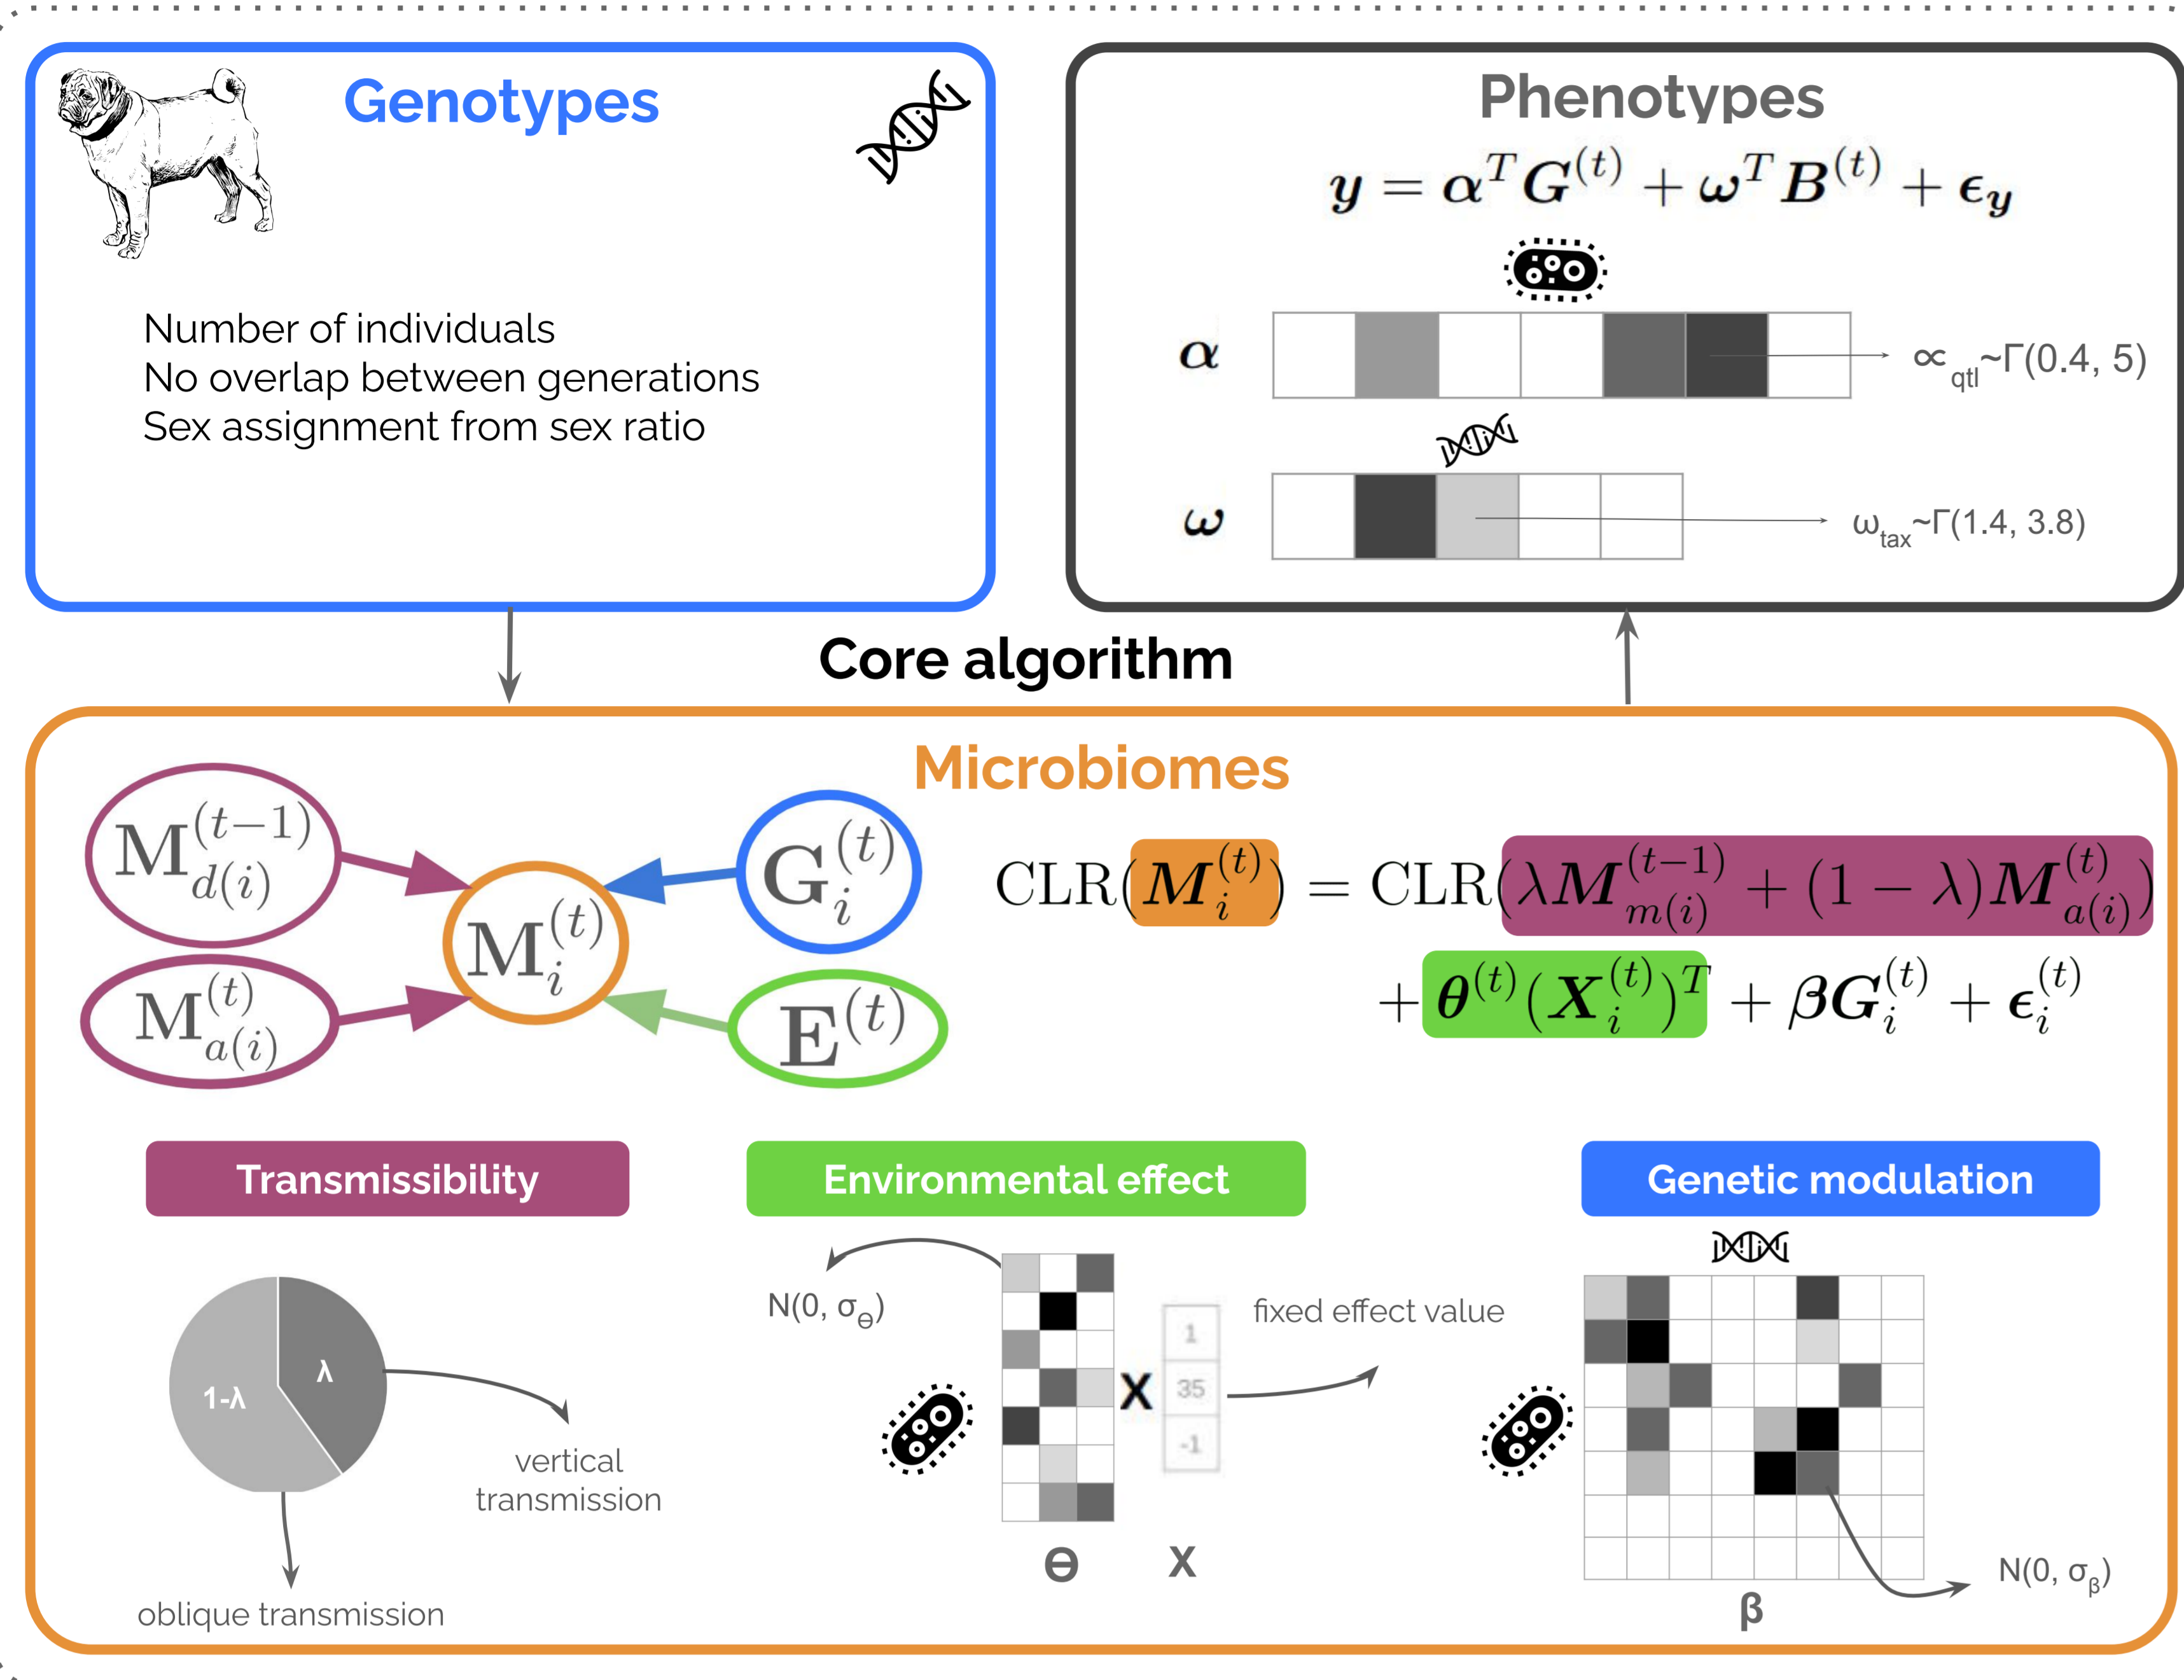 Genotypes
Number of individuals
No overlap between generations
Sex assignment from sex ratio
Phenotypes
y = α^T G^(t) + ω^T B^(t) + ϵ_y
α
∝_qtl~Γ(0.4, 5)
ω
ω_tax~Γ(1.4, 3.8)
Core algorithm
Microbiomes
M_d(i)^(t−1)
G_i^(t)
M_i^(t)
M_a(i)^(t)
E^(t)
CLR(M_i^(t)) = CLR(λM_m(i)^(t−1) + (1 − λ)M_a(i)^(t))
+ θ^(t)(X_i^(t))^T + βG_i^(t) + ϵ_i^(t)
Transmissibility
1-λ
λ
vertical
transmission
oblique transmission
Environmental effect
N(0, σ_Θ)
X
1
35
-1
fixed effect value
Θ
X
Genetic modulation
N(0, σ_β)
β